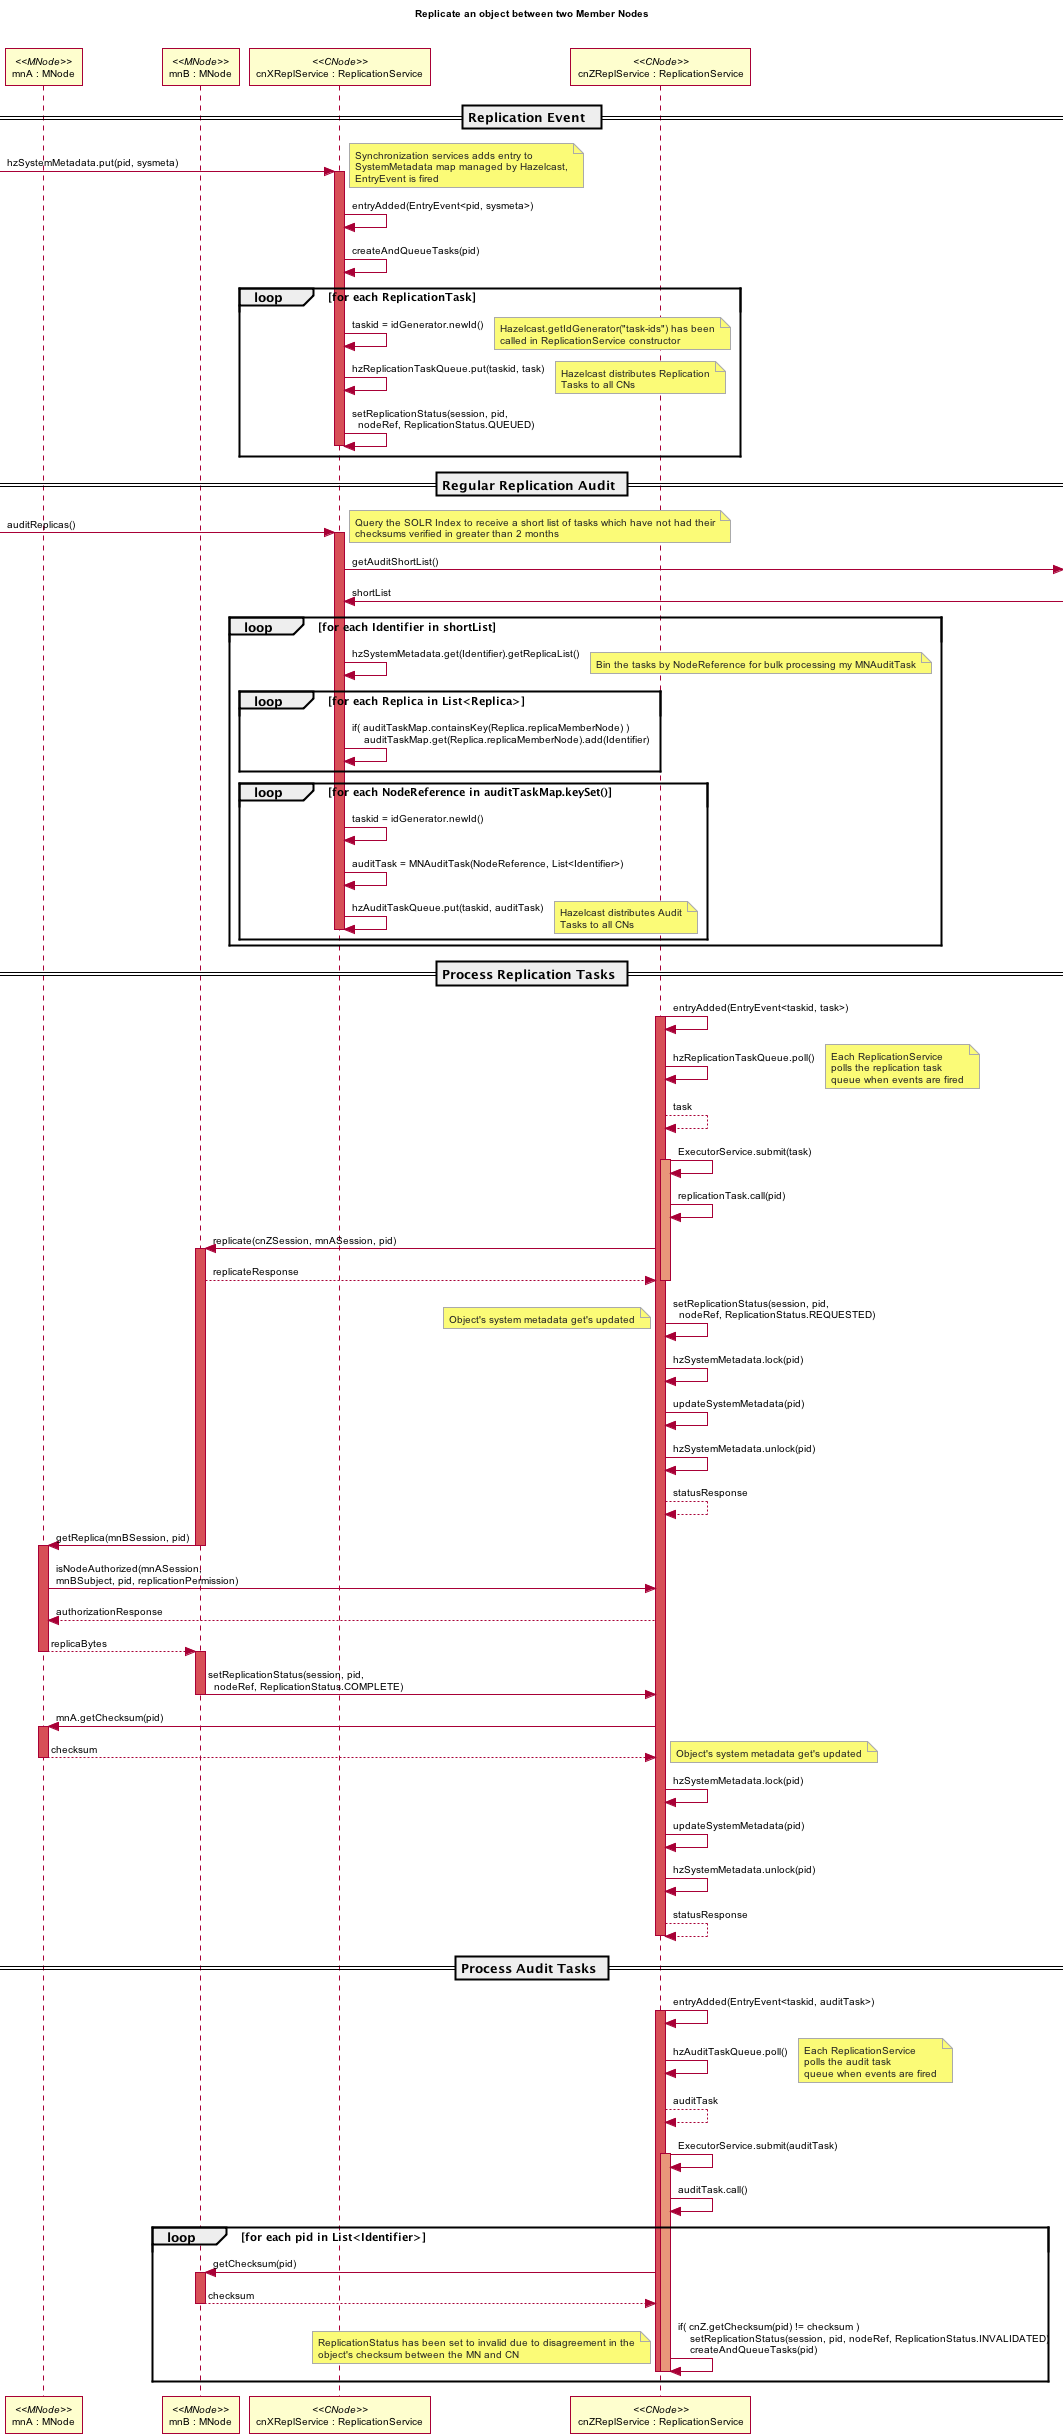 Replicate an object between two Member Nodes
<<MNode>>
mnA : MNode
<<MNode>>
mnB : MNode
<<CNode>>
cnXReplService : ReplicationService
<<CNode>>
cnZReplService : ReplicationService
Replication Event
hzSystemMetadata.put(pid, sysmeta)
Synchronization services adds entry to
SystemMetadata map managed by Hazelcast,
EntryEvent is fired
entryAdded(EntryEvent<pid, sysmeta>)
createAndQueueTasks(pid)
loop [for each ReplicationTask]
taskid = idGenerator.newId()
Hazelcast.getIdGenerator("task-ids") has been
called in ReplicationService constructor
hzReplicationTaskQueue.put(taskid, task)
Hazelcast distributes Replication
Tasks to all CNs
setReplicationStatus(session, pid,
nodeRef, ReplicationStatus.QUEUED)
Regular Replication Audit
auditReplicas()
Query the SOLR Index to receive a short list of tasks which have not had their
checksums verified in greater than 2 months
getAuditShortList()
shortList
loop [for each Identifier in shortList]
hzSystemMetadata.get(Identifier).getReplicaList()
Bin the tasks by NodeReference for bulk processing my MNAuditTask
loop [for each Replica in List<Replica>]
if( auditTaskMap.containsKey(Replica.replicaMemberNode) )
auditTaskMap.get(Replica.replicaMemberNode).add(Identifier)
loop [for each NodeReference in auditTaskMap.keySet()]
taskid = idGenerator.newId()
auditTask = MNAuditTask(NodeReference, List<Identifier>)
hzAuditTaskQueue.put(taskid, auditTask)
Hazelcast distributes Audit
Tasks to all CNs
Process Replication Tasks
entryAdded(EntryEvent<taskid, task>)
hzReplicationTaskQueue.poll()
Each ReplicationService
polls the replication task
queue when events are fired
task
ExecutorService.submit(task)
replicationTask.call(pid)
replicate(cnZSession, mnASession, pid)
replicateResponse
setReplicationStatus(session, pid,
nodeRef, ReplicationStatus.REQUESTED)
Object's system metadata get's updated
hzSystemMetadata.lock(pid)
updateSystemMetadata(pid)
hzSystemMetadata.unlock(pid)
statusResponse
getReplica(mnBSession, pid)
isNodeAuthorized(mnASession,
mnBSubject, pid, replicationPermission)
authorizationResponse
replicaBytes
setReplicationStatus(session, pid,
nodeRef, ReplicationStatus.COMPLETE)
mnA.getChecksum(pid)
checksum
Object's system metadata get's updated
hzSystemMetadata.lock(pid)
updateSystemMetadata(pid)
hzSystemMetadata.unlock(pid)
statusResponse
Process Audit Tasks
entryAdded(EntryEvent<taskid, auditTask>)
hzAuditTaskQueue.poll()
Each ReplicationService
polls the audit task
queue when events are fired
auditTask
ExecutorService.submit(auditTask)
auditTask.call()
loop [for each pid in List<Identifier>]
getChecksum(pid)
checksum
if( cnZ.getChecksum(pid) != checksum )
setReplicationStatus(session, pid, nodeRef, ReplicationStatus.INVALIDATED)
createAndQueueTasks(pid)
ReplicationStatus has been set to invalid due to disagreement in the
object's checksum between the MN and CN
<<MNode>>
mnA : MNode
<<MNode>>
mnB : MNode
<<CNode>>
cnXReplService : ReplicationService
<<CNode>>
cnZReplService : ReplicationService